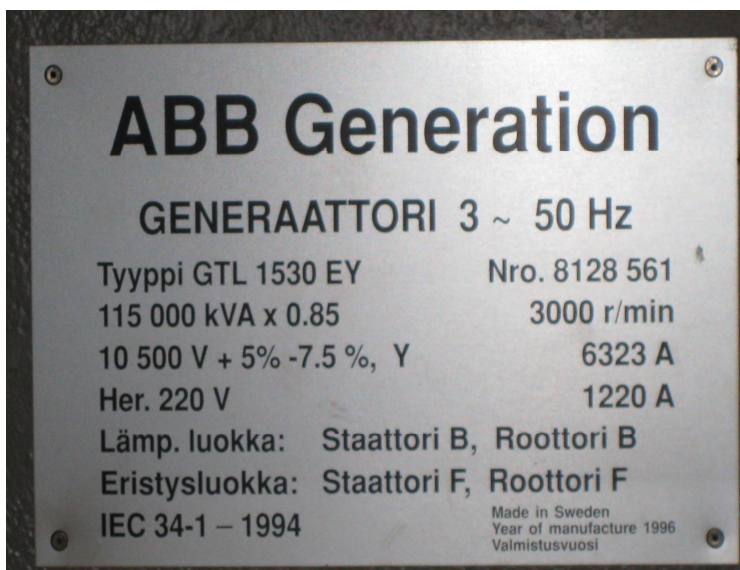 ABB Generation
GENERAATTORI 3 ~ 50 Hz
Tyyppi GTL 1530 EY Nro. 8128 561
115 000 kVA x 0.85 3000 r/min
10 500 V + 5% -7.5 %, Y 6323 A
Her. 220 V 1220 A
Lämp. luokka: Staattori B, Roottori B
Eristysluokka: Staattori F, Roottori F
IEC 34-1 – 1994
Made in Sweden
Year of manufacture 1996
Valmistusvuosi